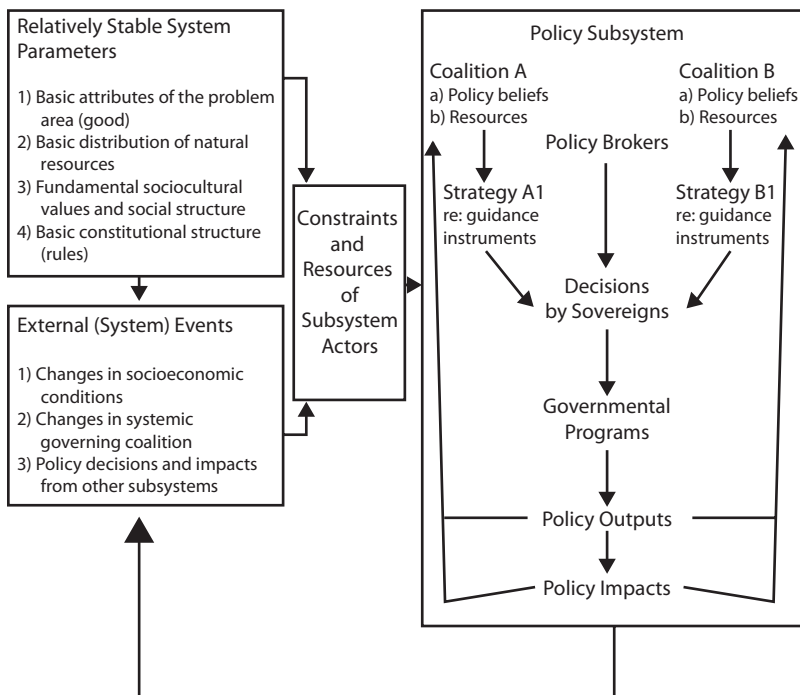 Relatively Stable System
Parameters
1) Basic attributes of the problem
area (good)
2) Basic distribution of natural
resources
3) Fundamental sociocultural
values and social structure
4) Basic constitutional structure
(rules)
External (System) Events
1) Changes in socioeconomic
conditions
2) Changes in systemic
governing coalition
3) Policy decisions and impacts
from other subsystems
Constraints
and
Resources
of
Subsystem
Actors
Policy Subsystem
Coalition A
a) Policy beliefs
b) Resources
Coalition B
a) Policy beliefs
b) Resources
Policy Brokers
Strategy A1
re: guidance
instruments
Strategy B1
re: guidance
instruments
Decisions
by Sovereigns
Governmental
Programs
Policy Outputs
Policy Impacts